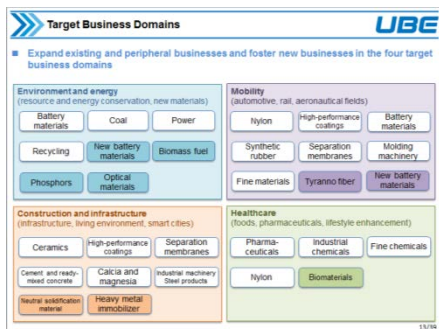 Target Business Domains
UBE
Expand existing and peripheral businesses and foster new businesses in the four target
business domains
Environment and energy
(resource and energy conservation, new materials)
Battery
materials
Coal
Power
Recycling
New battery
materials
Biomass fuel
Phosphors
Optical
materials
Mobility
(automotive, rail, aeronautical fields)
Nylon
High-performance
coatings
Battery
materials
Synthetic
rubber
Separation
membranes
Molding
machinery
Fine materials
Tyranno fiber
New battery
materials
Construction and infrastructure
(infrastructure, living environment, smart cities)
Ceramics
High-performance
coatings
Separation
membranes
Cement and ready-
mixed concrete
Calcia and
magnesia
Industrial machinery
Steel products
Neutral solidification
material
Heavy metal
immobilizer
Healthcare
(foods, pharmaceuticals, lifestyle enhancement)
Pharma-
ceuticals
Industrial
chemicals
Fine chemicals
Nylon
Biomaterials
13/39